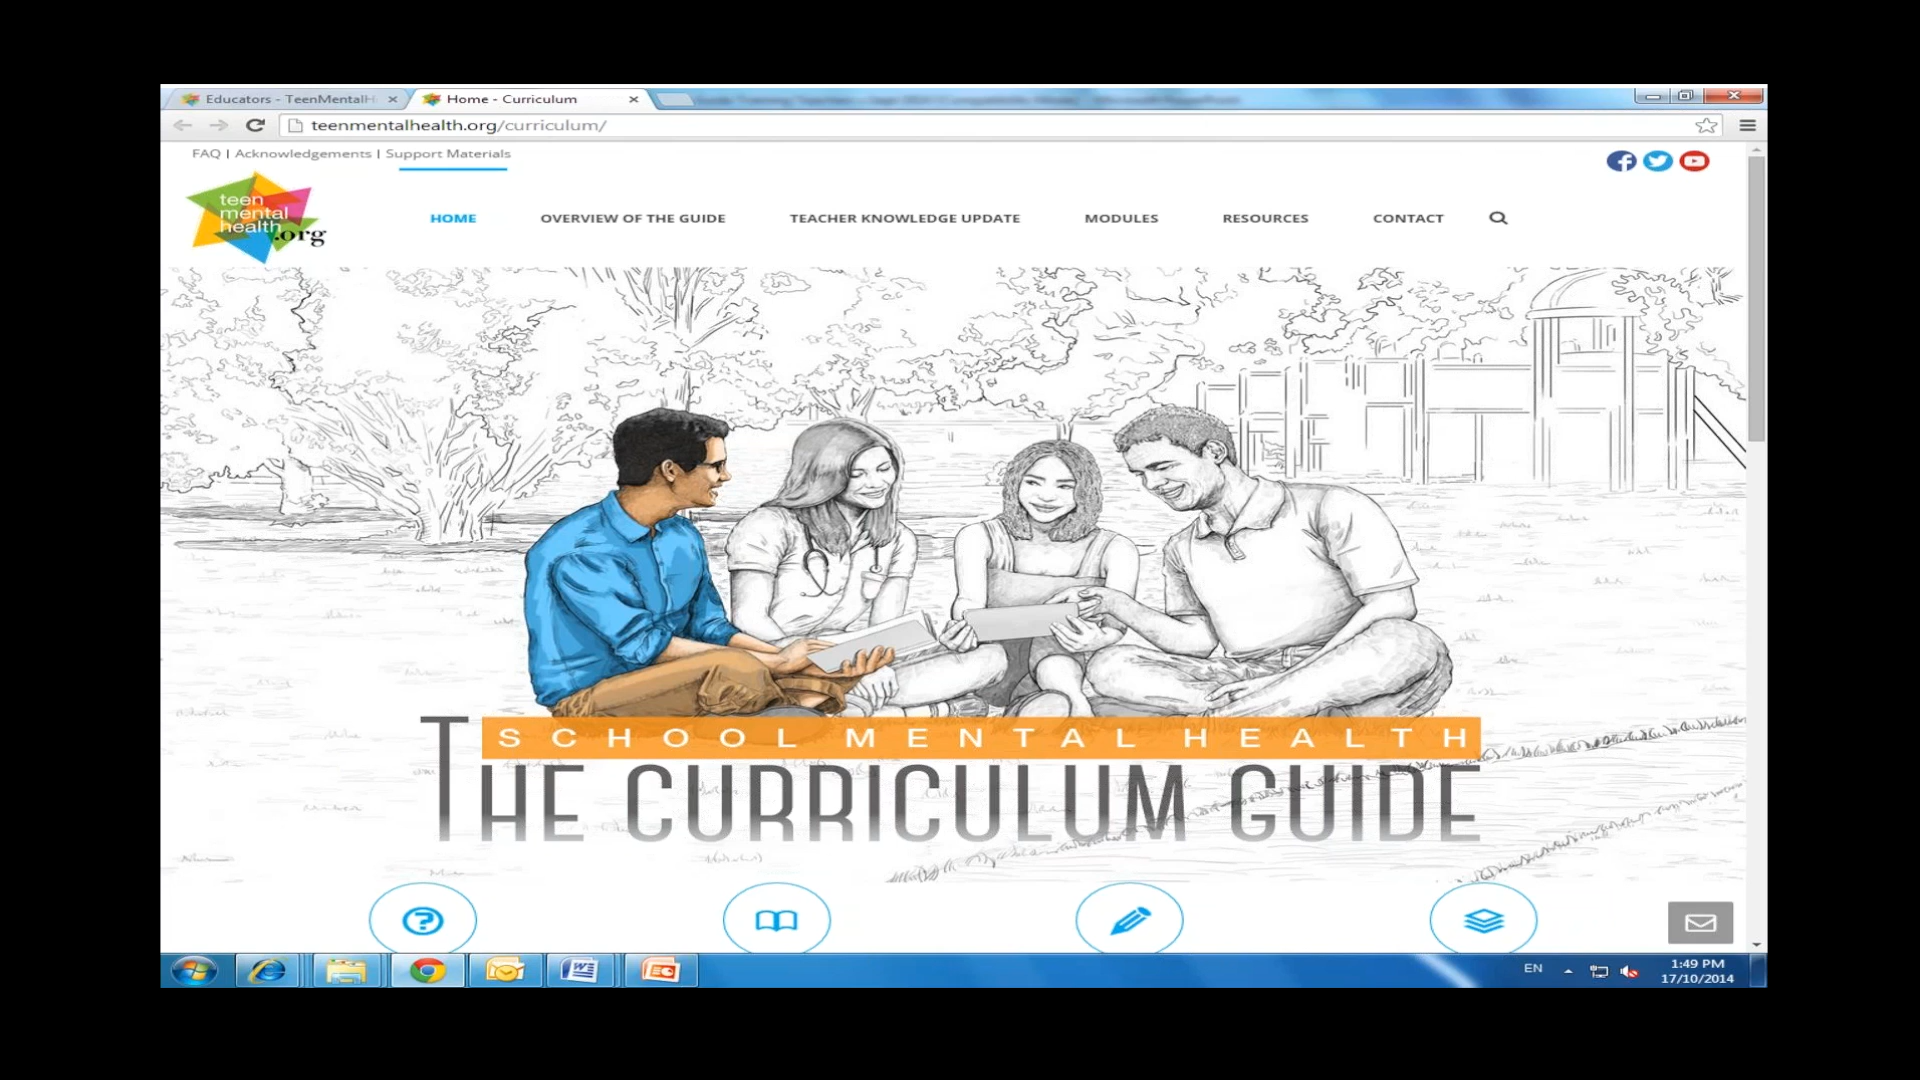 Educators - TeenMentalH
Home - Curriculum
teenmentalhealth.org/curriculum/
FAQ | Acknowledgements | Support Materials
teen
mental
health
.org
HOME
OVERVIEW OF THE GUIDE
TEACHER KNOWLEDGE UPDATE
MODULES
RESOURCES
CONTACT
SCHOOL MENTAL HEALTH
THE CURRICULUM GUIDE
EN
1:49 PM
17/10/2014